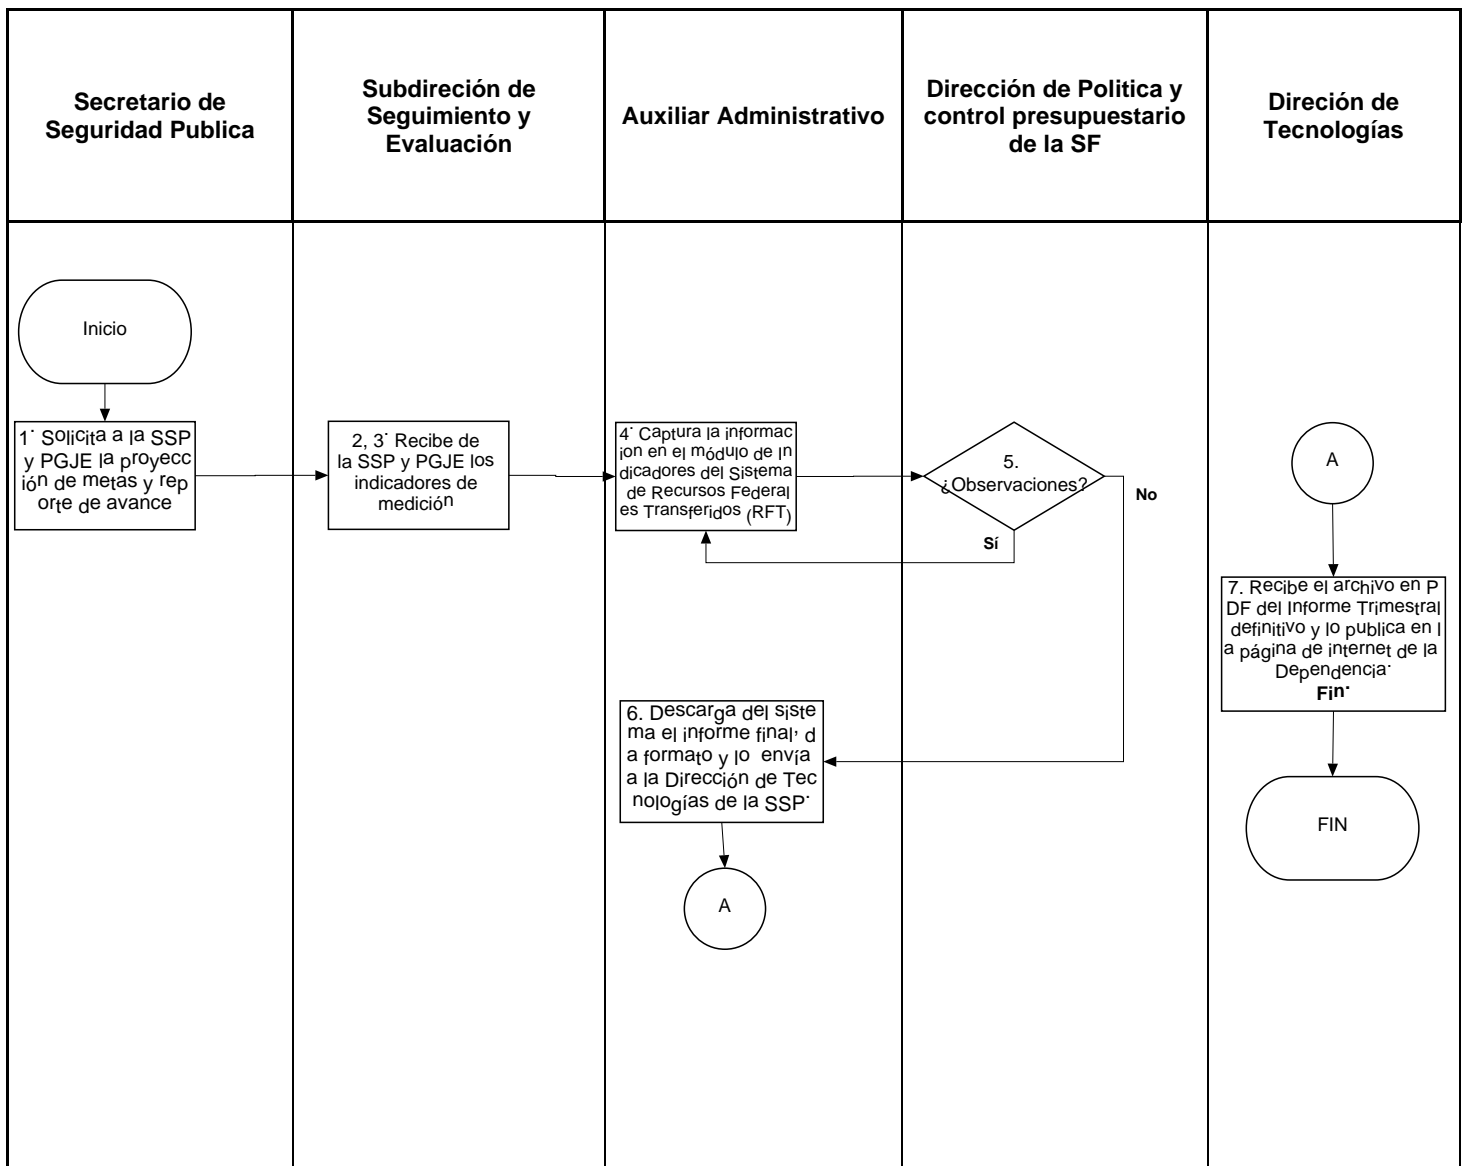 Secretario de
Seguridad Publica
Subdireción de
Seguimiento y
Evaluación
Auxiliar Administrativo
Dirección de Politica y
control presupuestario
de la SF
Direción de
Tecnologías
Inicio
1. Solicita a la SSP
y PGJE la proyecc
ión de metas y rep
orte de avance
2, 3. Recibe de
la SSP y PGJE los
indicadores de
medición
4. Captura la informac
ion en el módulo de In
dicadores del Sistema
de Recursos Federal
es Transferidos (RFT)
5.
¿Observaciones?
No
Sí
6. Descarga del siste
ma el informe final, d
a formato y lo envía
a la Dirección de Tec
nologías de la SSP.
A
A
7. Recibe el archivo en P
DF del Informe Trimestral
definitivo y lo publica en l
a página de internet de la
Dependencia.
Fin.
FIN